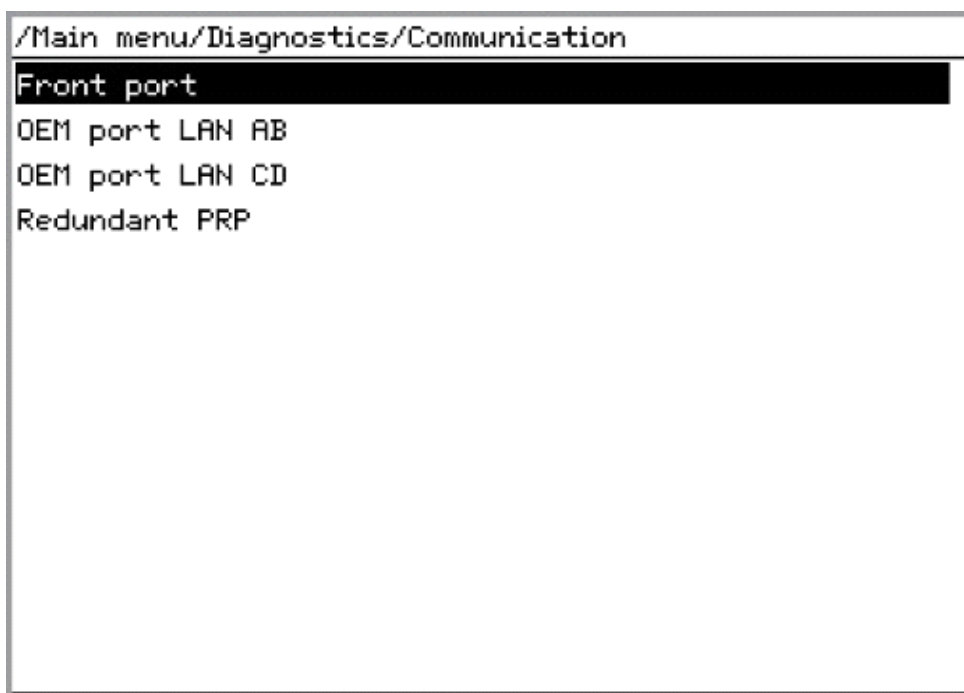 /Main menu/Diagnostics/Communication
Front port
OEM port LAN AB
OEM port LAN CD
Redundant PRP